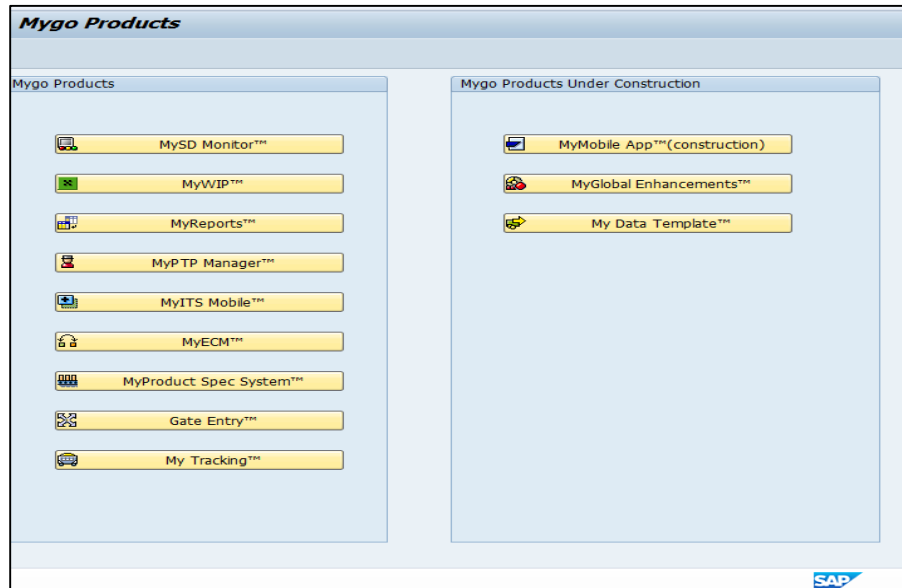 Mygo Products
Mygo Products
MySD Monitor™
MyWIP™
MyReports™
MyPTP Manager™
MyITS Mobile™
MyECM™
MyProduct Spec System™
Gate Entry™
My Tracking™
Mygo Products Under Construction
MyMobile App™(construction)
MyGlobal Enhancements™
My Data Template™
SAP